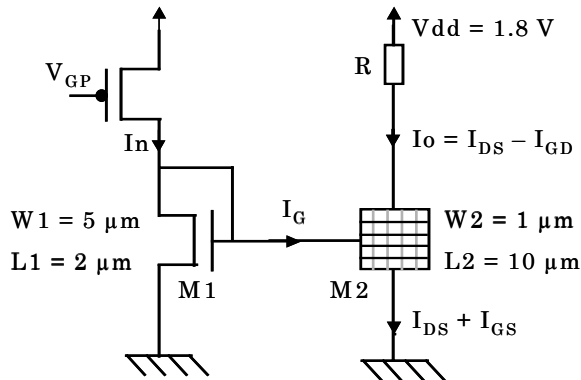 Vdd = 1.8 V
R
V_GP
In
Io = I_DS – I_GD
W1 = 5 µm
L1 = 2 µm
I_G
W2 = 1 µm
L2 = 10 µm
M1
M2
I_DS + I_GS